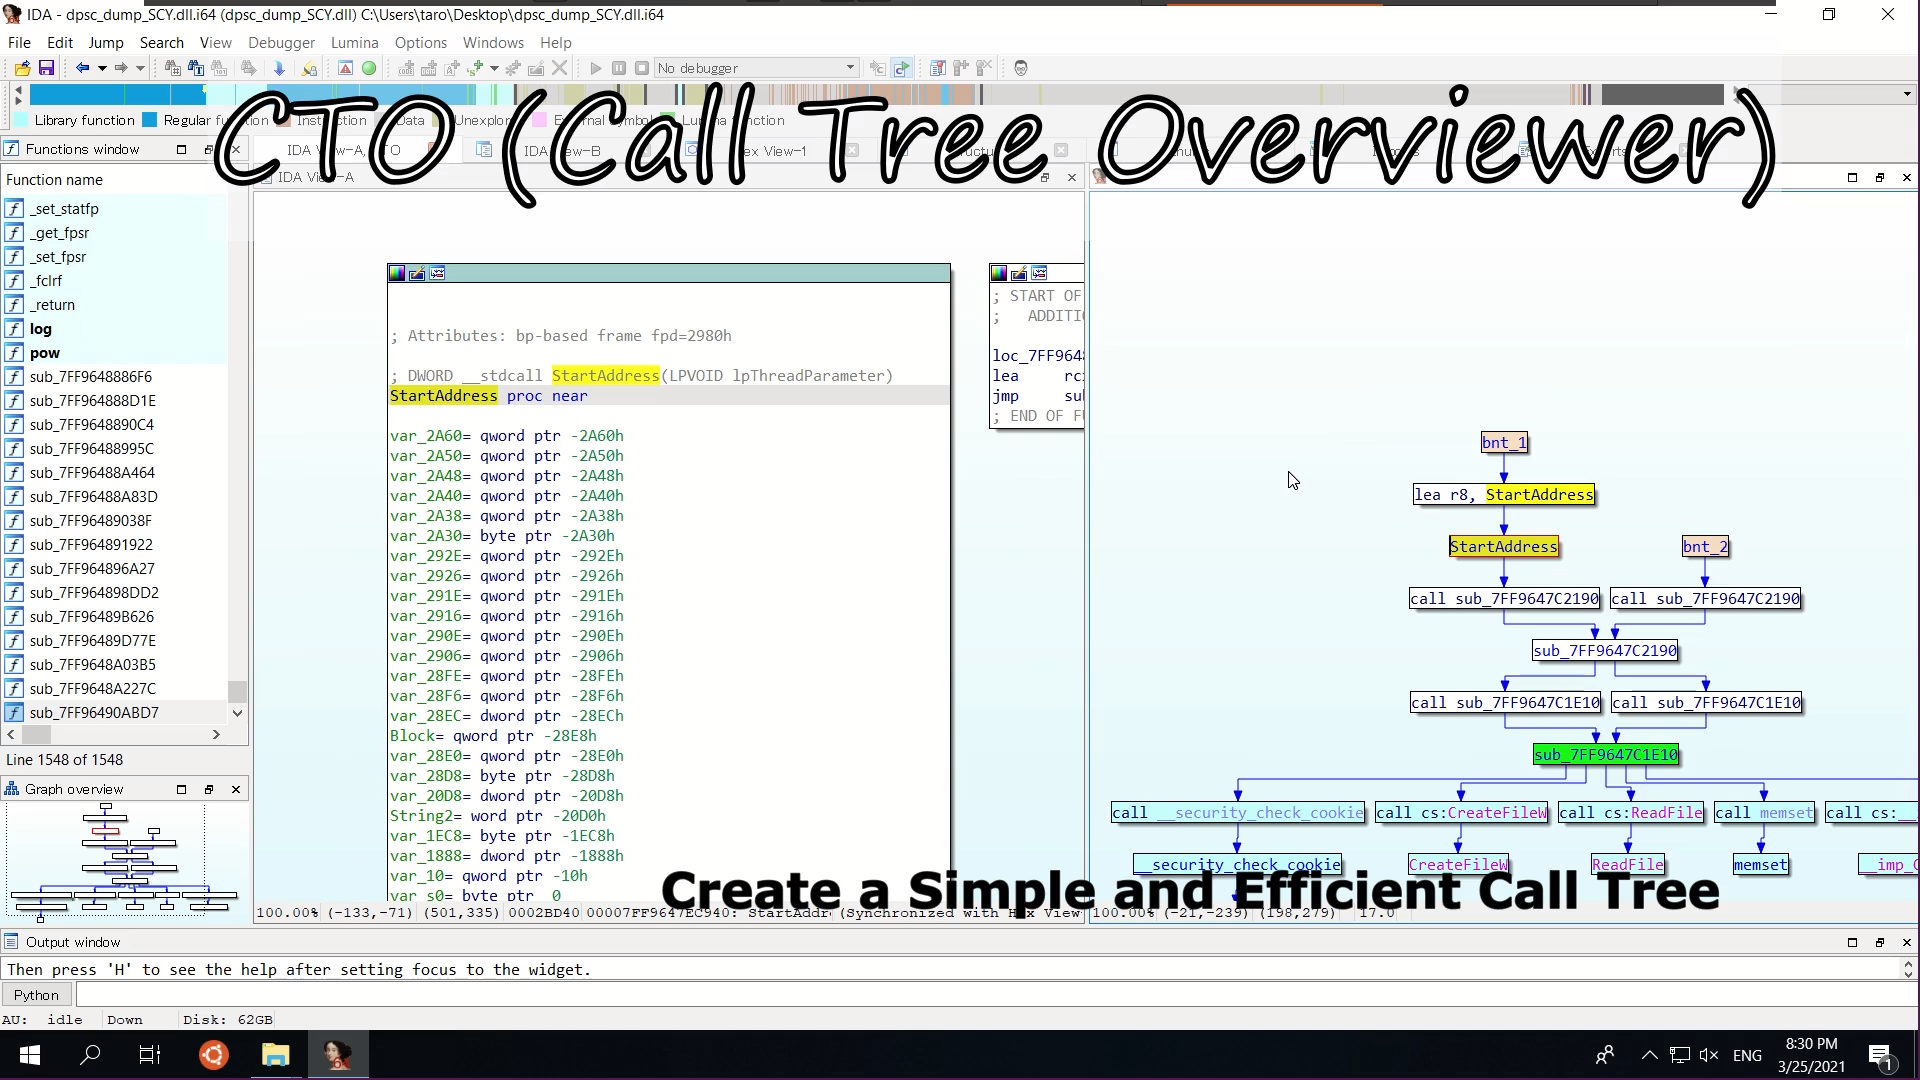 IDA - dpsc_dump_SCY.dll.i64 (dpsc_dump_SCY.dll) C:\Users\taro\Desktop\dpsc_dump_SCY.dll.i64
File Edit Jump Search View Debugger Lumina Options Windows Help
No debugger
CTO (Call Tree Overviewer)
Library function Regular function Data
Functions window
IDA View-B
Function name
IDA View-A
_set_statfp
_get_fpsr
_set_fpsr
_fclrf
_return
log
pow
sub_7FF9648886F6
sub_7FF964888D1E
sub_7FF9648890C4
sub_7FF96488995C
sub_7FF96488A464
sub_7FF96488A83D
sub_7FF96489038F
sub_7FF964891922
sub_7FF964896A27
sub_7FF964898DD2
sub_7FF96489B626
sub_7FF96489D77E
sub_7FF9648A03B5
sub_7FF9648A227C
sub_7FF96490ABD7
Line 1548 of 1548
Graph overview
; Attributes: bp-based frame fpd=2980h
; DWORD __stdcall StartAddress(LPVOID lpThreadParameter)
StartAddress proc near
var_2A60= qword ptr -2A60h
var_2A50= qword ptr -2A50h
var_2A48= qword ptr -2A48h
var_2A40= qword ptr -2A40h
var_2A38= qword ptr -2A38h
var_2A30= byte ptr -2A30h
var_292E= qword ptr -292Eh
var_2926= qword ptr -2926h
var_291E= qword ptr -291Eh
var_2916= qword ptr -2916h
var_290E= qword ptr -290Eh
var_2906= qword ptr -2906h
var_28FE= qword ptr -28FEh
var_28F6= qword ptr -28F6h
var_28EC= dword ptr -28ECh
Block= qword ptr -28E8h
var_28E0= qword ptr -28E0h
var_28D8= byte ptr -28D8h
var_20D8= dword ptr -20D8h
String2= word ptr -20D0h
var_1EC8= byte ptr -1EC8h
var_1888= dword ptr -1888h
var_10= qword ptr -10h
var_s0= byte ptr 0
100.00% (-133,-71) (501,335) 0002BD40 00007FF9647EC940: StartAddr (Synchronized with Hex View
; START OF
; ADDITI
loc_7FF964
lea rc
jmp su
; END OF
bnt_1
lea r8, StartAddress
StartAddress
bnt_2
call sub_7FF9647C2190
call sub_7FF9647C2190
sub_7FF9647C2190
call sub_7FF9647C1E10
call sub_7FF9647C1E10
sub_7FF9647C1E10
call __security_check_cookie
call cs:CreateFileW
call cs:ReadFile
call memset
call cs:__
__security_check_cookie
CreateFileW
ReadFile
memset
__imp_
Create a Simple and Efficient Call Tree
100.00% (-21,-239) (198,279) 17.0
Output window
Then press 'H' to see the help after setting focus to the widget.
Python
AU: idle Down Disk: 62GB
ENG
8:30 PM
3/25/2021
1